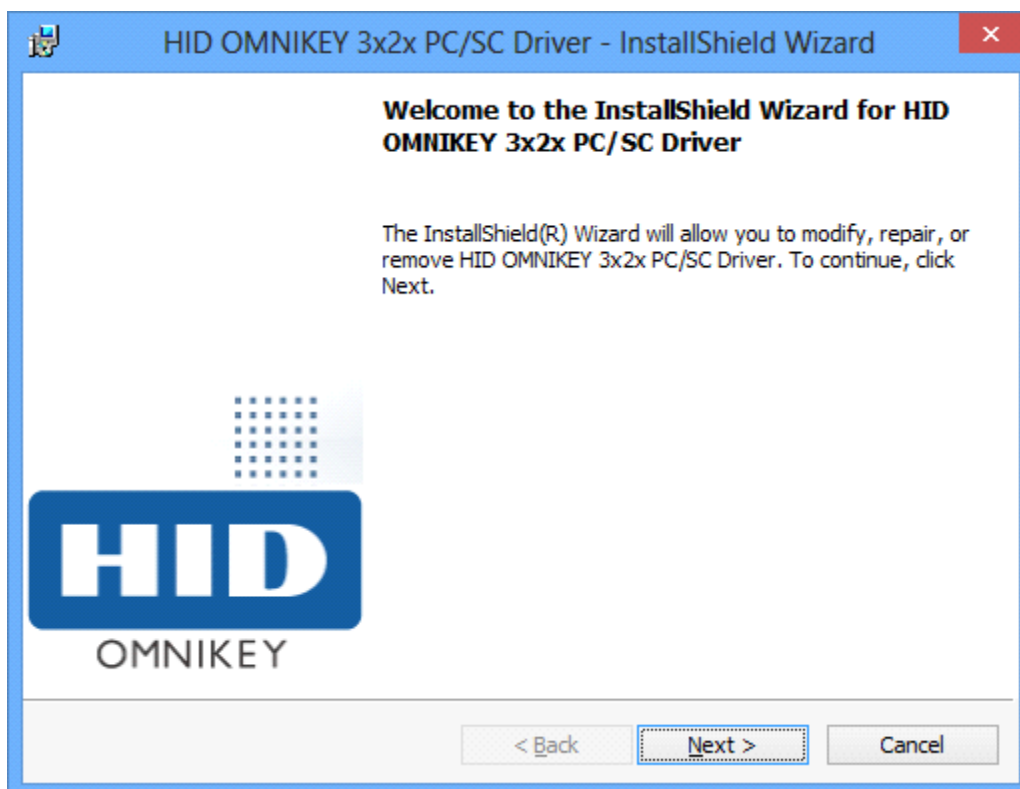 HID OMNIKEY 3x2x PC/SC Driver - InstallShield Wizard
Welcome to the InstallShield Wizard for HID
OMNIKEY 3x2x PC/SC Driver
The InstallShield(R) Wizard will allow you to modify, repair, or
remove HID OMNIKEY 3x2x PC/SC Driver. To continue, click
Next.
HID
OMNIKEY
< Back Next > Cancel